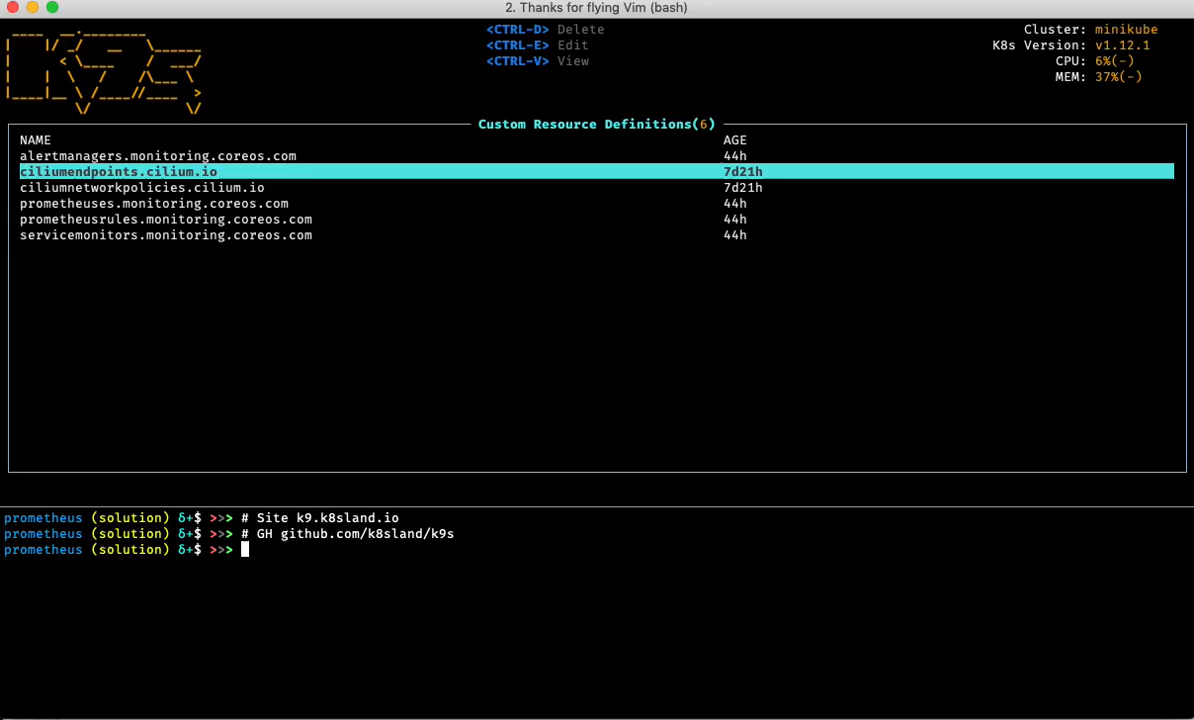 2. Thanks for flying Vim (bash)
<CTRL-D> Delete
<CTRL-E> Edit
<CTRL-V> View
Cluster: minikube
K8s Version: v1.12.1
CPU: 6%(-)
MEM: 37%(-)
Custom Resource Definitions(6)
NAME AGE
alertmanagers.monitoring.coreos.com 44h
ciliumendpoints.cilium.io 7d21h
ciliumnetworkpolicies.cilium.io 7d21h
prometheuses.monitoring.coreos.com 44h
prometheusrules.monitoring.coreos.com 44h
servicemonitors.monitoring.coreos.com 44h
prometheus (solution) δ+$ >>> # Site k9.k8sland.io
prometheus (solution) δ+$ >>> # GH github.com/k8sland/k9s
prometheus (solution) δ+$ >>>